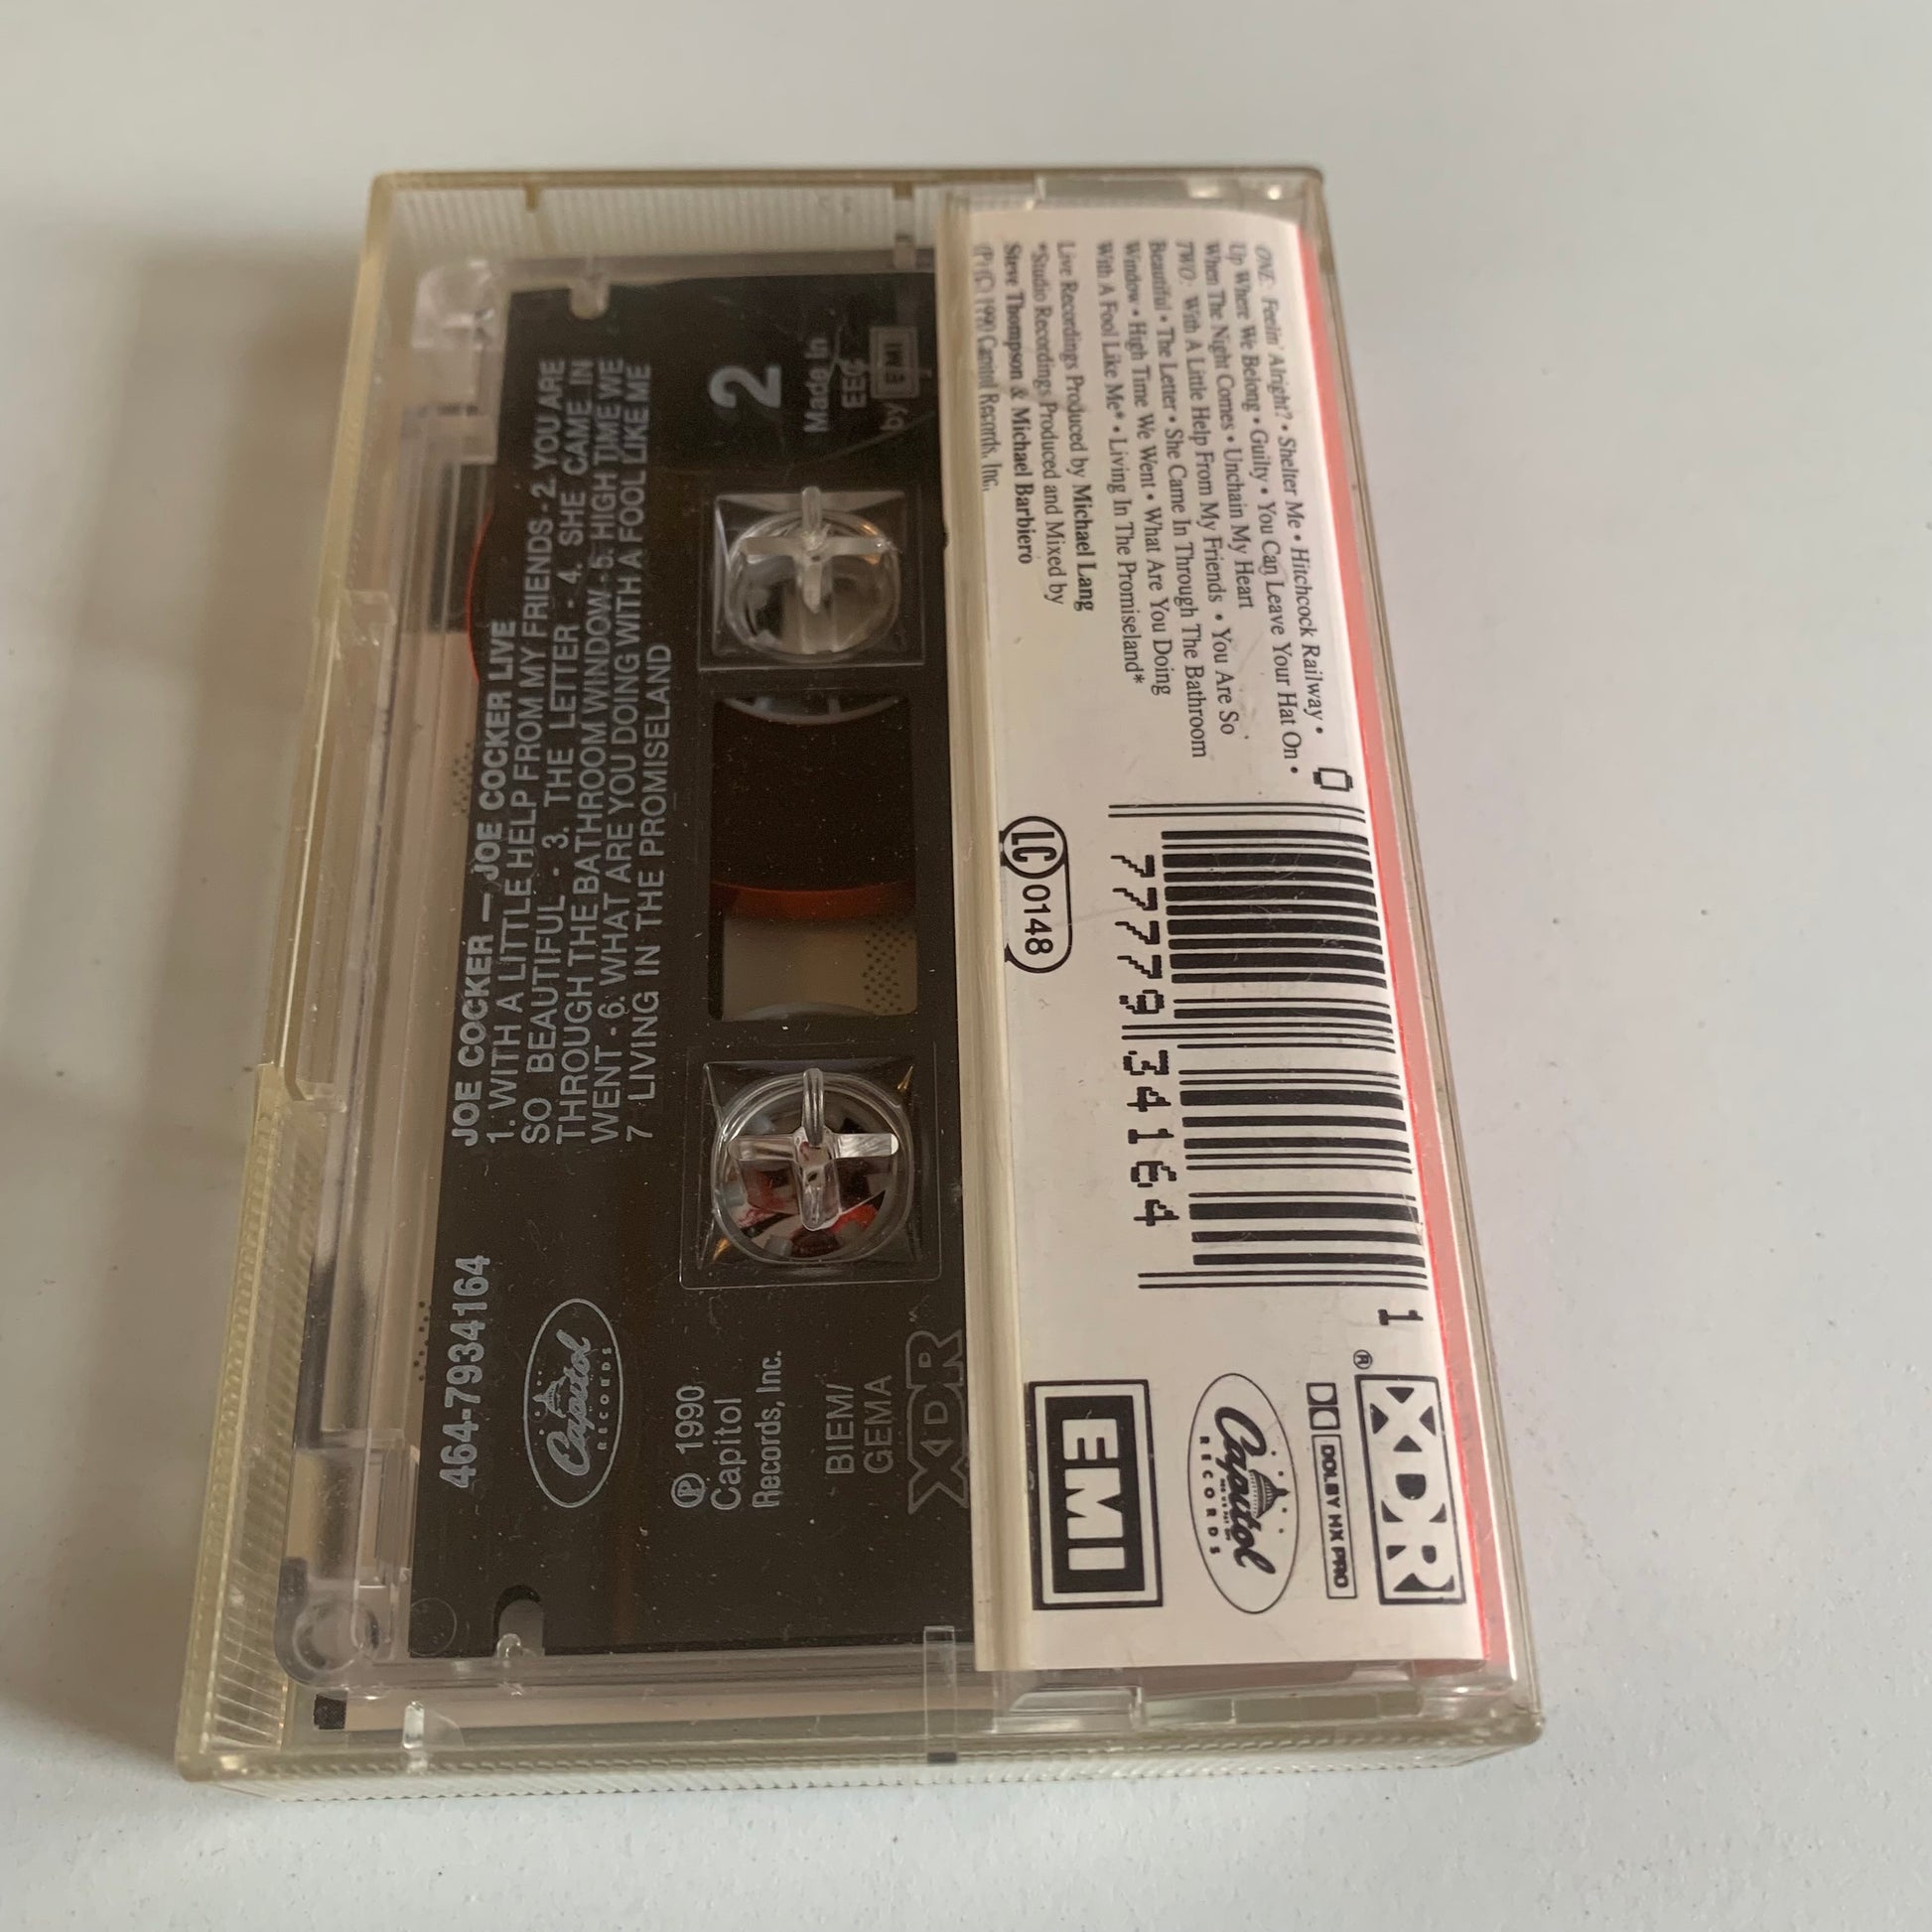 JOE COCKER — JOE COCKER LIVE
1. WITH A LITTLE HELP FROM MY FRIENDS - 2. YOU ARE
SO BEAUTIFUL - 3. THE LETTER - 4. SHE CAME IN
THROUGH THE BATHROOM WINDOW - 5. HIGH TIME WE
WENT - 6. WHAT ARE YOU DOING WITH A FOOL LIKE ME
7 LIVING IN THE PROMISELAND
464-7934164
Capitol
RECORDS
2
Made In
EEC
by EMI
Ⓟ 1990
Capitol
Records, Inc.
BIEM/
GEMA
XDR
ONE: Feelin' Alright? • Shelter Me • Hitchcock Railway •
Up Where We Belong • Guilty • You Can Leave Your Hat On •
When The Night Comes • Unchain My Heart
TWO: With A Little Help From My Friends • You Are So
Beautiful • The Letter • She Came In Through The Bathroom
Window • High Time We Went • What Are You Doing
With A Fool Like Me* • Living In The Promiseland*
Live Recordings Produced by Michael Lang
*Studio Recordings Produced and Mixed by
Steve Thompson & Michael Barbiero
(P) (C) 1990 Capitol Records, Inc.
0 77779 34164 1
LC 0148
XDR ®
DOLBY HX PRO
Capitol
RECORDS
EMI